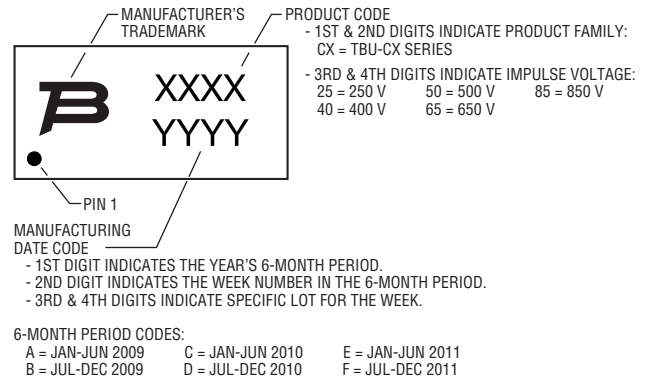 MANUFACTURER'S
TRADEMARK
PRODUCT CODE
- 1ST & 2ND DIGITS INDICATE PRODUCT FAMILY:
CX = TBU-CX SERIES
- 3RD & 4TH DIGITS INDICATE IMPULSE VOLTAGE:
25 = 250 V 50 = 500 V 85 = 850 V
40 = 400 V 65 = 650 V
XXXX
YYYY
PIN 1
MANUFACTURING
DATE CODE
- 1ST DIGIT INDICATES THE YEAR'S 6-MONTH PERIOD.
- 2ND DIGIT INDICATES THE WEEK NUMBER IN THE 6-MONTH PERIOD.
- 3RD & 4TH DIGITS INDICATE SPECIFIC LOT FOR THE WEEK.
6-MONTH PERIOD CODES:
A = JAN-JUN 2009 C = JAN-JUN 2010 E = JAN-JUN 2011
B = JUL-DEC 2009 D = JUL-DEC 2010 F = JUL-DEC 2011